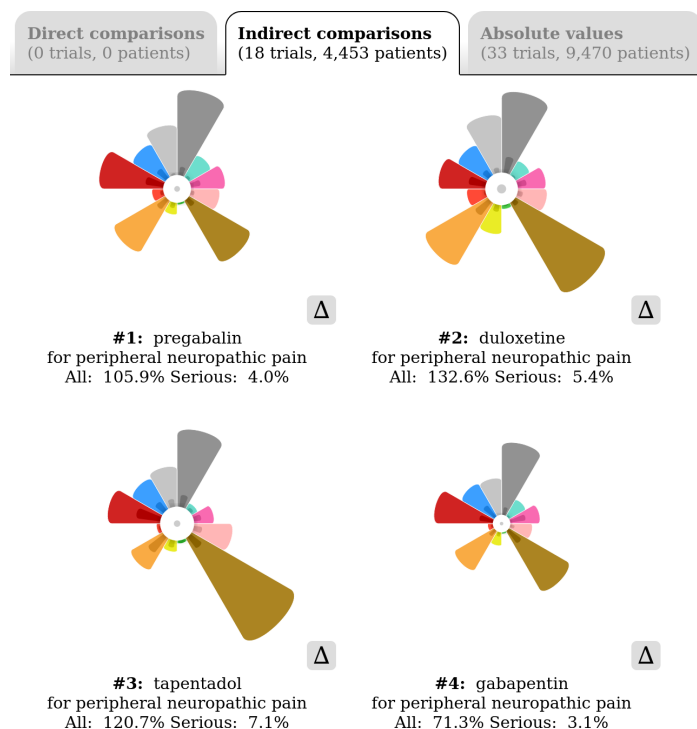 Direct comparisons
(0 trials, 0 patients)
Indirect comparisons
(18 trials, 4,453 patients)
Absolute values
(33 trials, 9,470 patients)
Δ
Δ
#1: pregabalin
for peripheral neuropathic pain
All: 105.9% Serious: 4.0%
#2: duloxetine
for peripheral neuropathic pain
All: 132.6% Serious: 5.4%
Δ
Δ
#3: tapentadol
for peripheral neuropathic pain
All: 120.7% Serious: 7.1%
#4: gabapentin
for peripheral neuropathic pain
All: 71.3% Serious: 3.1%